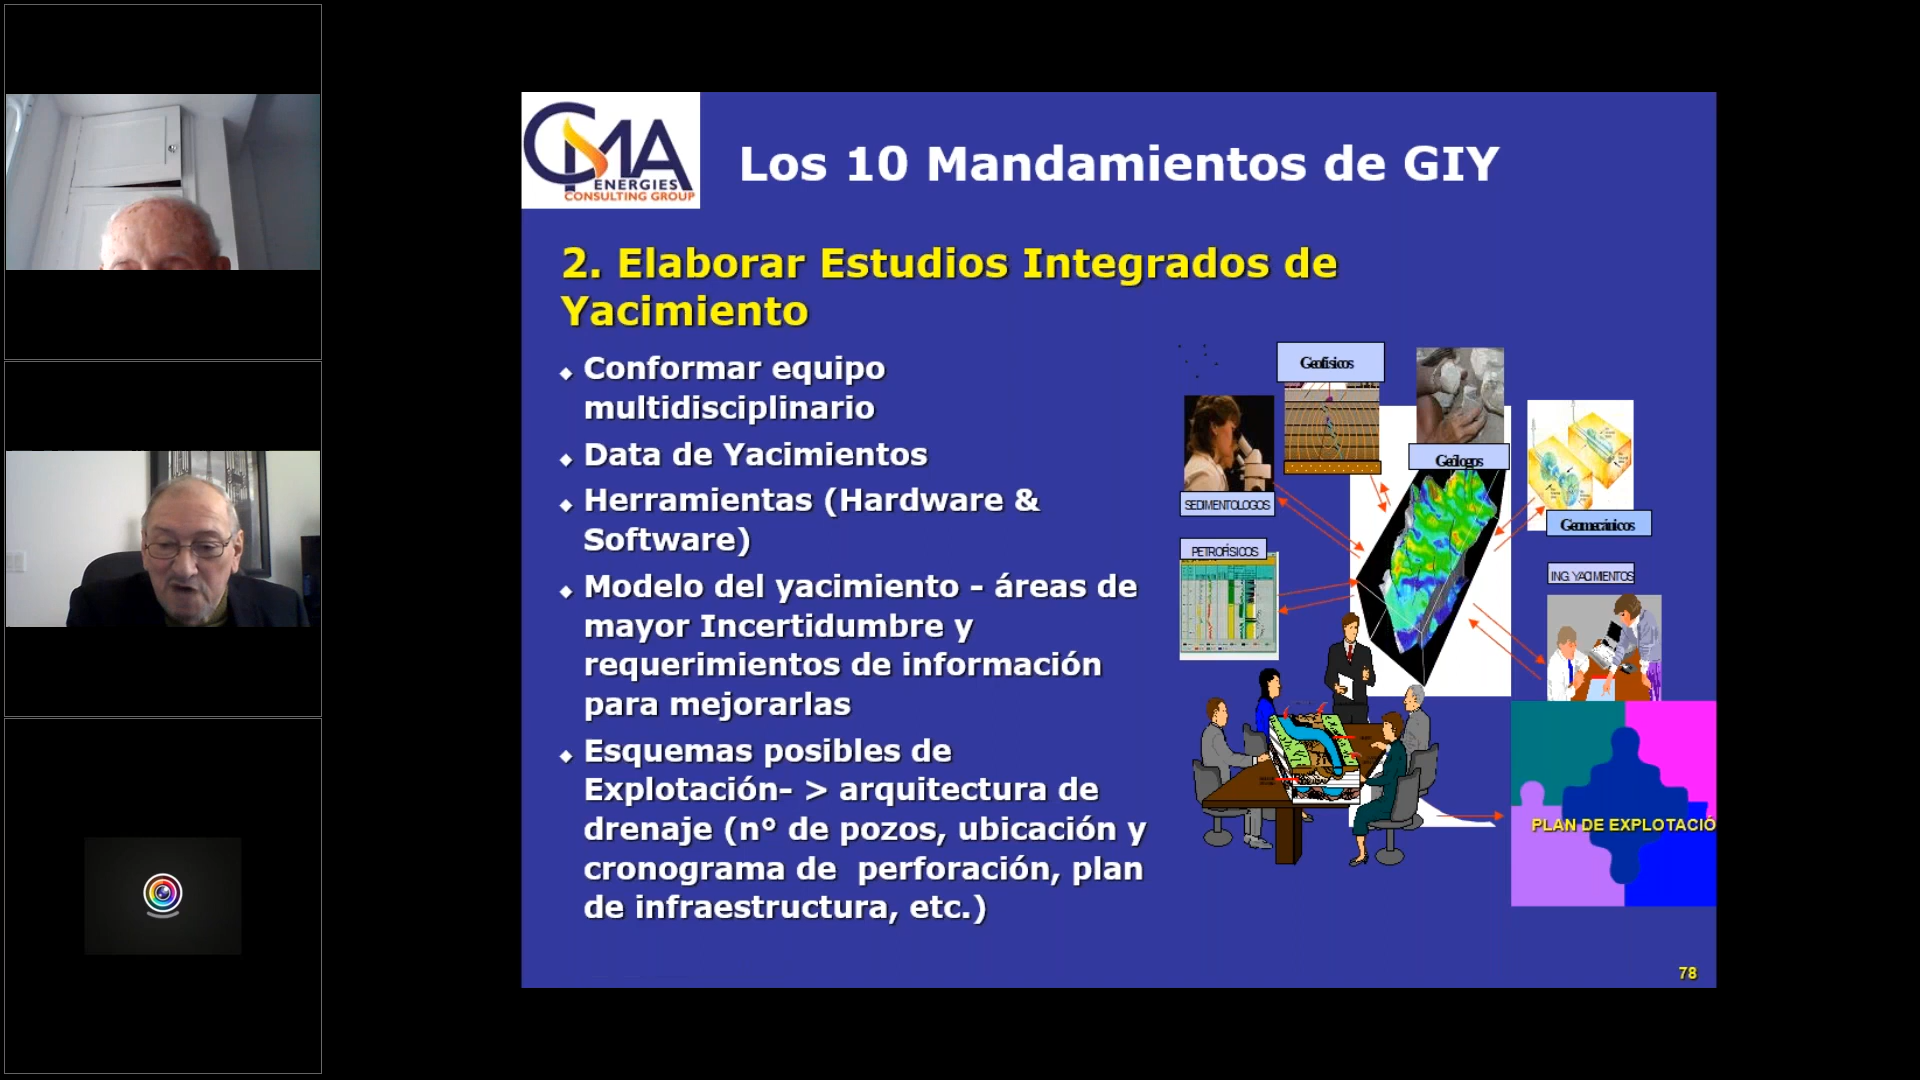 CMA
ENERGIES
CONSULTING GROUP
Los 10 Mandamientos de GIY
2. Elaborar Estudios Integrados de
Yacimiento
Conformar equipo
multidisciplinario
Data de Yacimientos
Herramientas (Hardware &
Software)
Modelo del yacimiento - áreas de
mayor Incertidumbre y
requerimientos de información
para mejorarlas
Esquemas posibles de
Explotación- > arquitectura de
drenaje (n° de pozos, ubicación y
cronograma de perforación, plan
de infraestructura, etc.)
Geofísicos
Geólogos
SEDIMENTOLOGOS
Geomecánicos
PETROFÍSICOS
ING. YACIMIENTOS
PLAN DE EXPLOTACIÓ
78